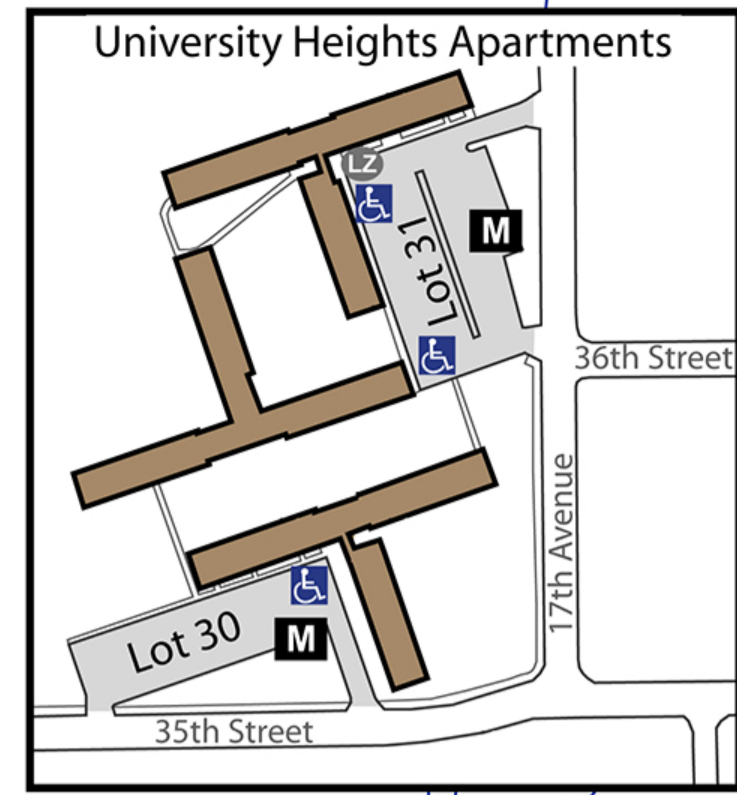 University Heights Apartments
LZ
Lot 31
M
36th Street
17th Avenue
Lot 30
M
35th Street